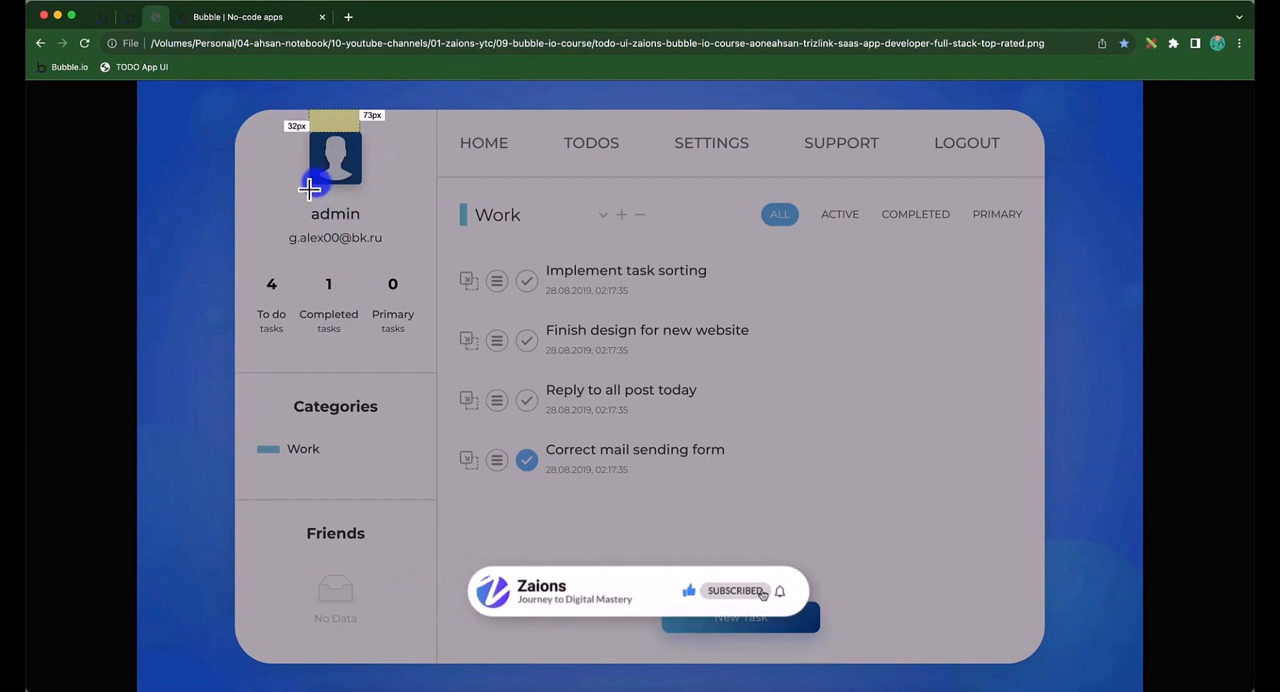 Bubble | No-code apps
File | /Volumes/Personal/04-ahsan-notebook/10-youtube-channels/01-zaions-ytc/09-bubble-io-course/todo-ui-zaions-bubble-io-course-aoneahsan-trizlink-saas-app-developer-full-stack-top-rated.png
Bubble.io TODO App UI
73px
32px
admin
g.alex00@bk.ru
4 1 0
To do Completed Primary
tasks tasks tasks
Categories
Work
Friends
No Data
HOME TODOS SETTINGS SUPPORT LOGOUT
Work ALL ACTIVE COMPLETED PRIMARY
Implement task sorting
28.08.2019, 02:17:35
Finish design for new website
28.08.2019, 02:17:35
Reply to all post today
28.08.2019, 02:17:35
Correct mail sending form
28.08.2019, 02:17:35
Zaions
Journey to Digital Mastery
SUBSCRIBED
New Task